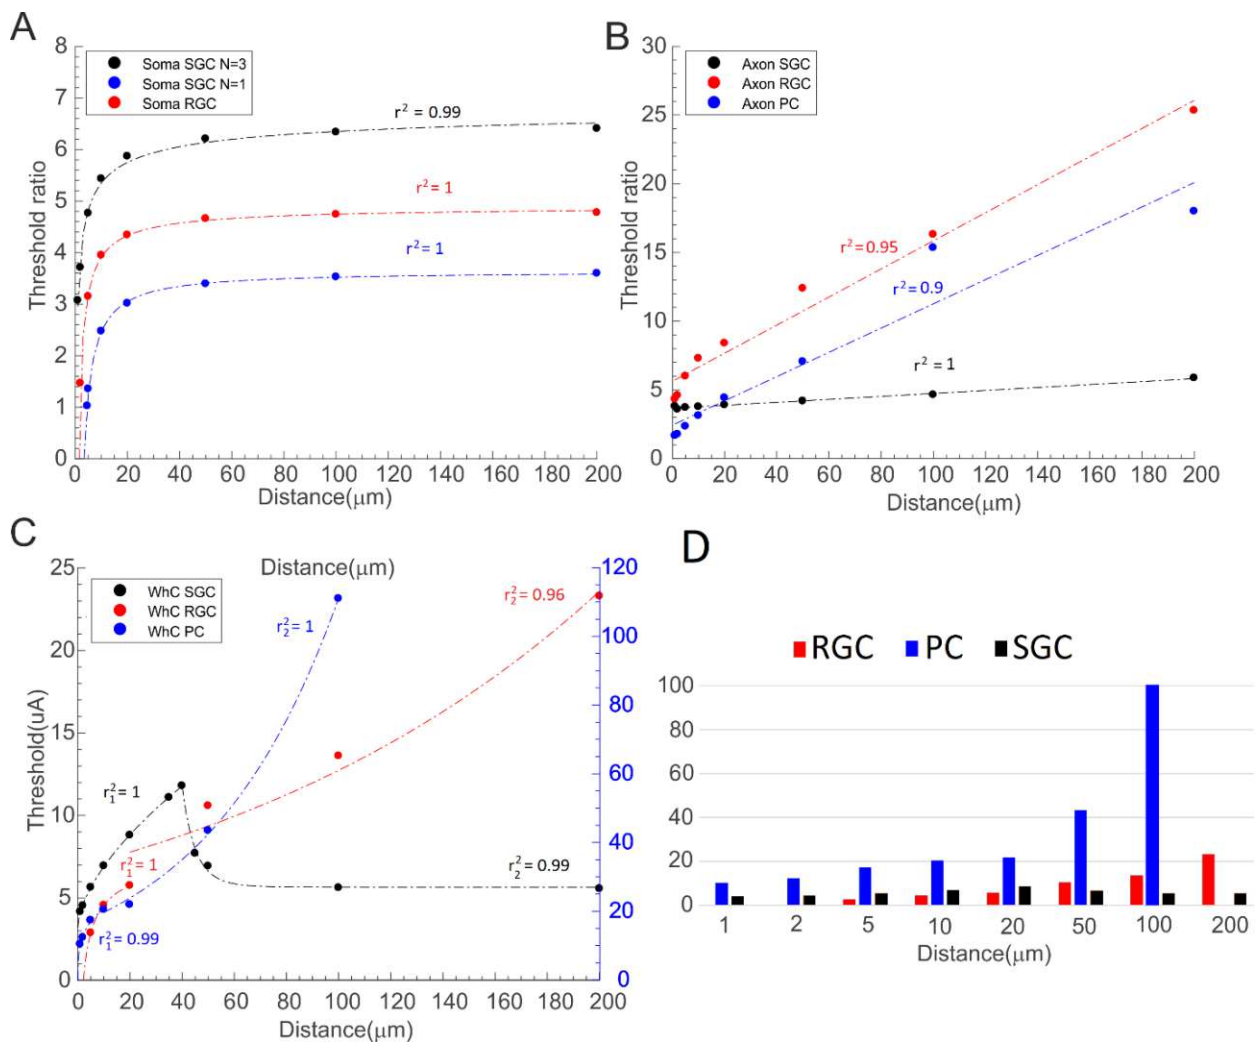 A
Soma SGC N=3
Soma SGC N=1
Soma RGC
r² = 0.99
r² = 1
r² = 1
Threshold ratio
8
7
6
5
4
3
2
1
0
0 20 40 60 80 100 120 140 160 180 200
Distance(μm)
B
Axon SGC
Axon RGC
Axon PC
r² = 0.95
r² = 0.9
r² = 1
Threshold ratio
30
25
20
15
10
5
0
0 20 40 60 80 100 120 140 160 180 200
Distance(μm)
C
Distance(μm)
WhC SGC
WhC RGC
WhC PC
r₂² = 1
r₂² = 0.96
r₁² = 1
r₁² = 1
r₂² = 0.99
r₁² = 0.99
Threshold(uA)
25
20
15
10
5
0
120
100
80
60
40
20
0
0 20 40 60 80 100 120 140 160 180 200
Distance(μm)
D
RGC PC SGC
100
80
60
40
20
0
1 2 5 10 20 50 100 200
Distance(μm)